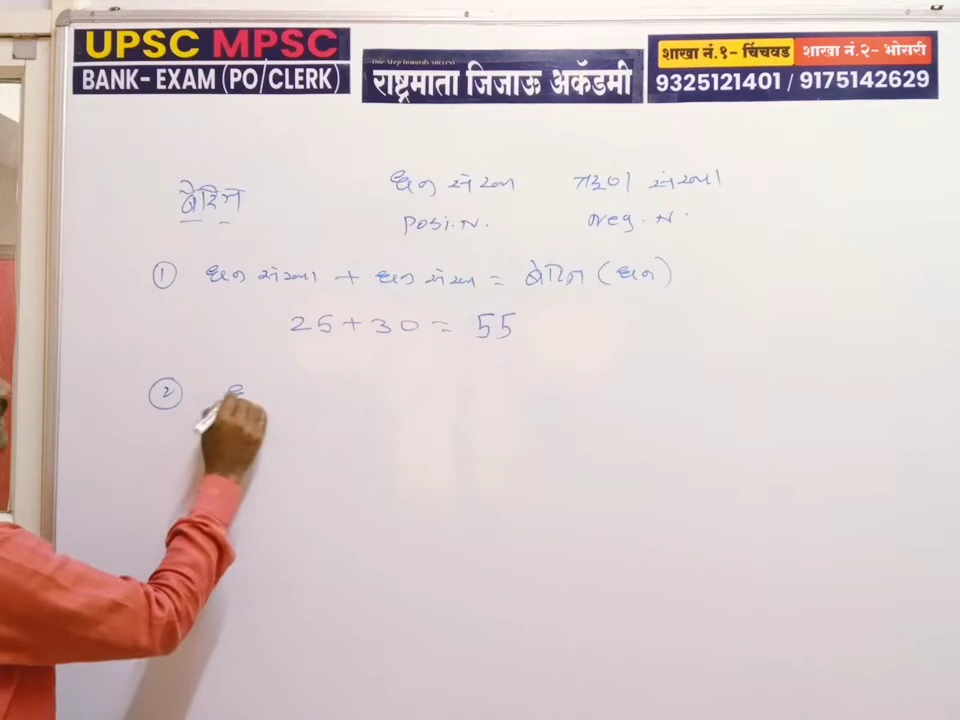 UPSC MPSC
BANK- EXAM (PO/CLERK)
One Step towards success
राष्ट्रमाता जिजाऊ अकॅडमी
शाखा नं.१- चिंचवड शाखा नं.२- भोसरी
9325121401 / 9175142629
बेरिज धन संख्या ऋण संख्या
Posi. N. Neg. N.
① धन संख्या + धन संख्या = बेरिज (धन)
25 + 30 = 55
② ध